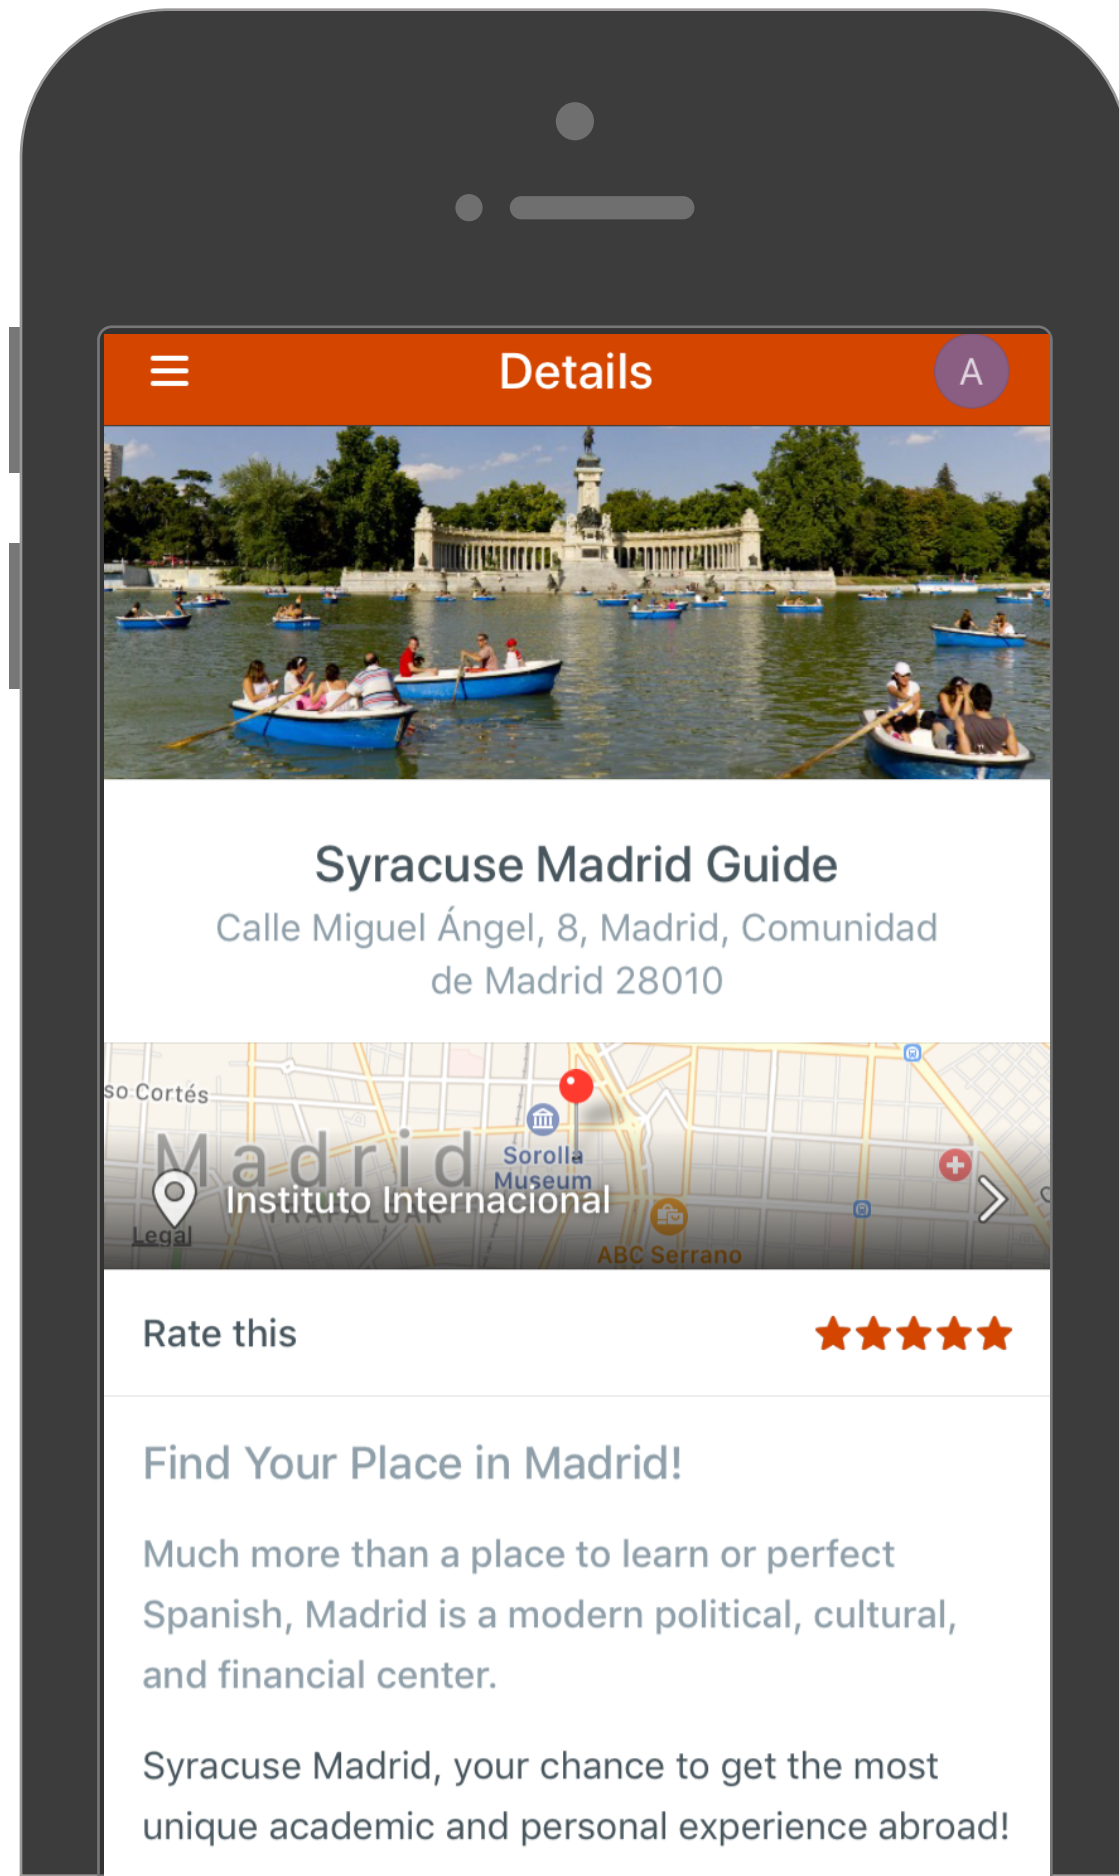 Details
A
Syracuse Madrid Guide
Calle Miguel Ángel, 8, Madrid, Comunidad
de Madrid 28010
so Cortés
Madrid
Sorolla
Museum
Instituto Internacional
TRAFALGAR
Legal
ABC Serrano
Rate this
Find Your Place in Madrid!
Much more than a place to learn or perfect
Spanish, Madrid is a modern political, cultural,
and financial center.
Syracuse Madrid, your chance to get the most
unique academic and personal experience abroad!